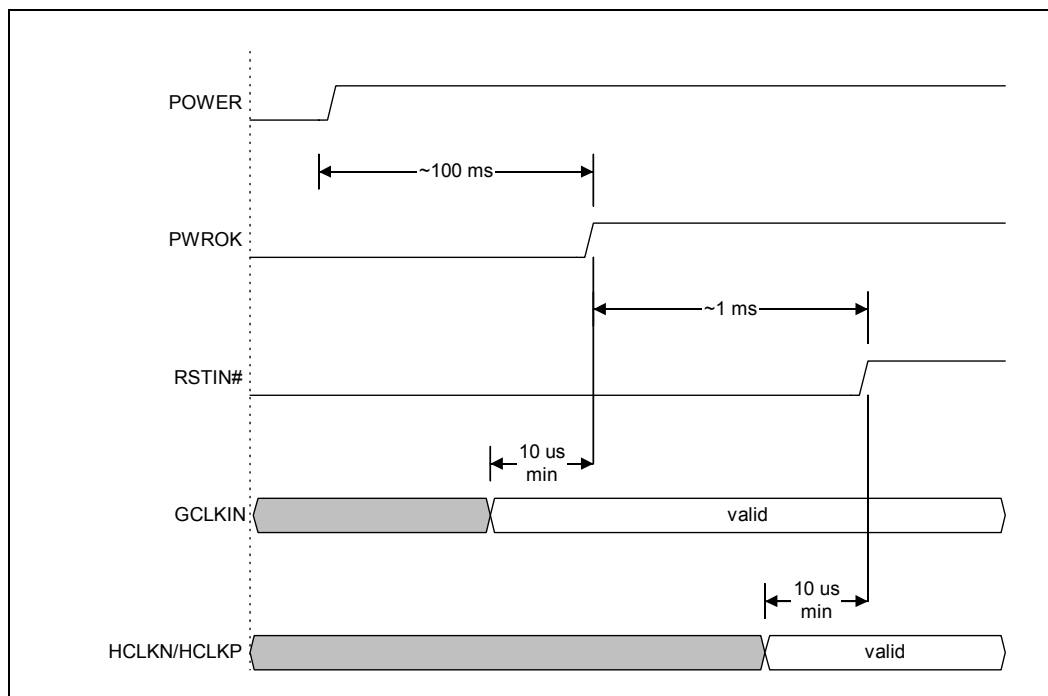 POWER
~100 ms
PWROK
~1 ms
RSTIN#
10 us
min
GCLKIN
valid
10 us
min
HCLKN/HCLKP
valid